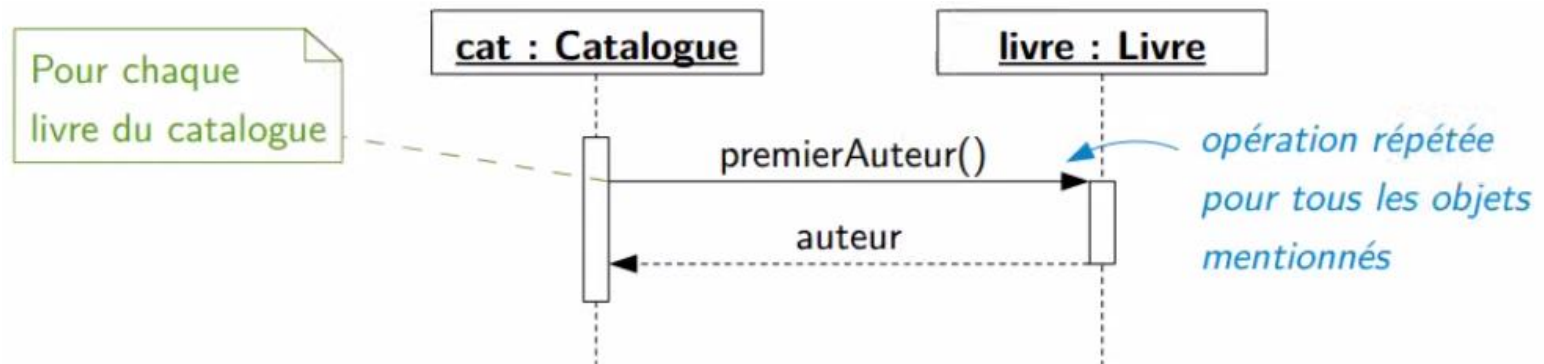 Pour chaque
livre du catalogue
cat : Catalogue
livre : Livre
premierAuteur()
auteur
opération répétée
pour tous les objets
mentionnés